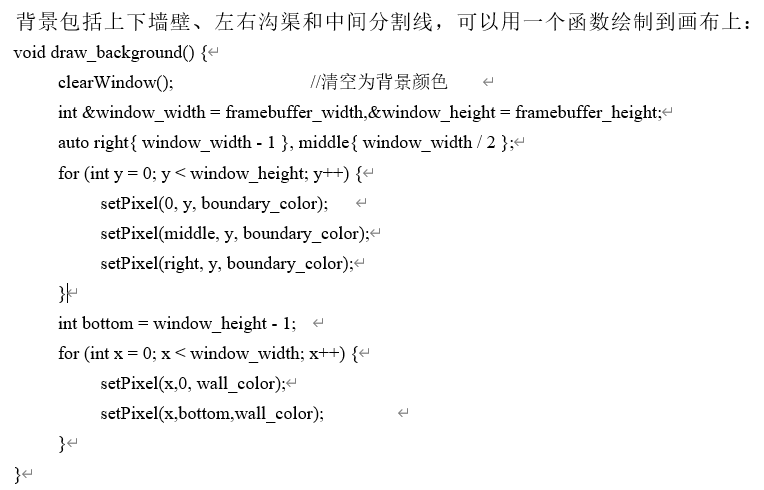 背景包括上下墙壁、左右沟渠和中间分割线，可以用一个函数绘制到画布上：
void draw_background() {
clearWindow(); //清空为背景颜色
int &window_width = framebuffer_width,&window_height = framebuffer_height;
auto right{ window_width - 1 }, middle{ window_width / 2 };
for (int y = 0; y < window_height; y++) {
setPixel(0, y, boundary_color);
setPixel(middle, y, boundary_color);
setPixel(right, y, boundary_color);
}
int bottom = window_height - 1;
for (int x = 0; x < window_width; x++) {
setPixel(x,0, wall_color);
setPixel(x,bottom,wall_color);
}
}